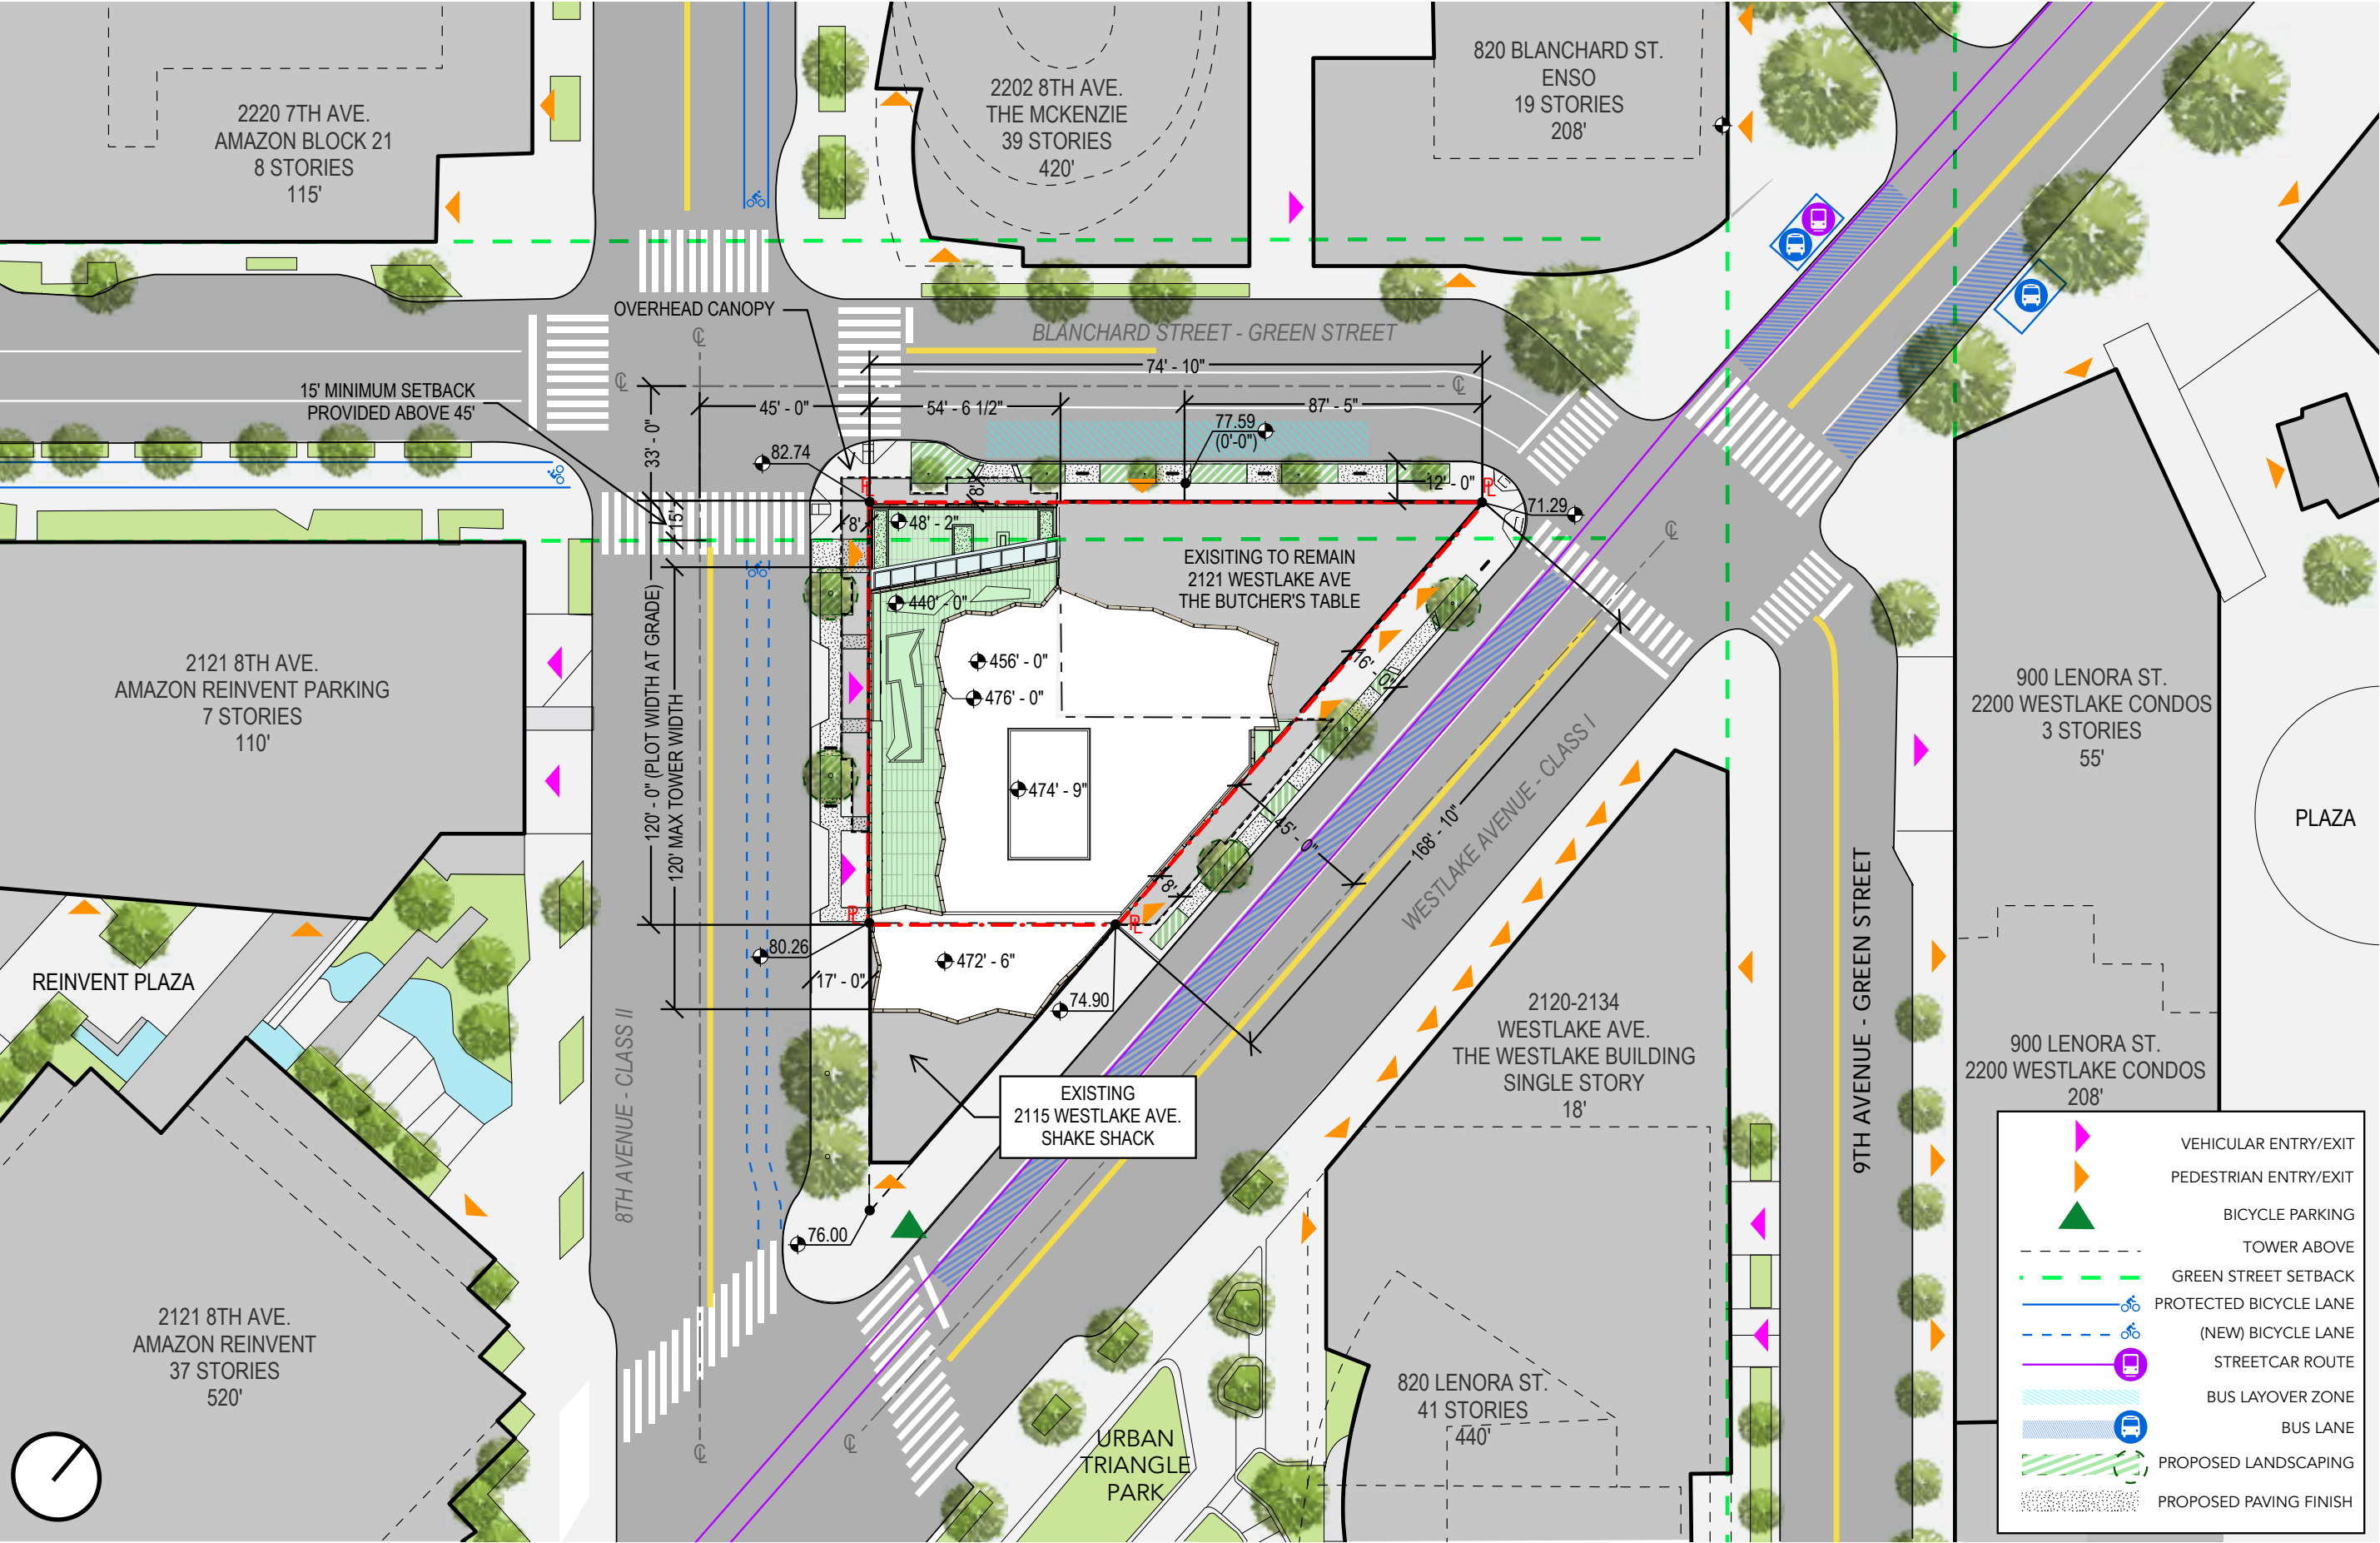 2220 7TH AVE.
AMAZON BLOCK 21
8 STORIES
115'
2202 8TH AVE.
THE MCKENZIE
39 STORIES
420'
820 BLANCHARD ST.
ENSO
19 STORIES
208'
OVERHEAD CANOPY
BLANCHARD STREET - GREEN STREET
15' MINIMUM SETBACK
PROVIDED ABOVE 45'
74' - 10"
45' - 0"
54' - 6 1/2"
87' - 5"
33' - 0"
77.59
(0'-0")
82.74
8'
12' - 0"
71.29
15'
8'
48' - 2"
EXISITING TO REMAIN
2121 WESTLAKE AVE
THE BUTCHER'S TABLE
440' - 0"
120' - 0" (PLOT WIDTH AT GRADE)
120' MAX TOWER WIDTH
456' - 0"
476' - 0"
16' - 0"
474' - 9"
45' - 0"
168' - 10"
8'
WESTLAKE AVENUE - CLASS I
2121 8TH AVE.
AMAZON REINVENT PARKING
7 STORIES
110'
900 LENORA ST.
2200 WESTLAKE CONDOS
3 STORIES
55'
PLAZA
REINVENT PLAZA
80.26
17' - 0"
472' - 6"
74.90
8TH AVENUE - CLASS II
EXISTING
2115 WESTLAKE AVE.
SHAKE SHACK
76.00
2120-2134
WESTLAKE AVE.
THE WESTLAKE BUILDING
SINGLE STORY
18'
9TH AVENUE - GREEN STREET
900 LENORA ST.
2200 WESTLAKE CONDOS
208'
2121 8TH AVE.
AMAZON REINVENT
37 STORIES
520'
URBAN
TRIANGLE
PARK
820 LENORA ST.
41 STORIES
440'
VEHICULAR ENTRY/EXIT
PEDESTRIAN ENTRY/EXIT
BICYCLE PARKING
TOWER ABOVE
GREEN STREET SETBACK
PROTECTED BICYCLE LANE
(NEW) BICYCLE LANE
STREETCAR ROUTE
BUS LAYOVER ZONE
BUS LANE
PROPOSED LANDSCAPING
PROPOSED PAVING FINISH